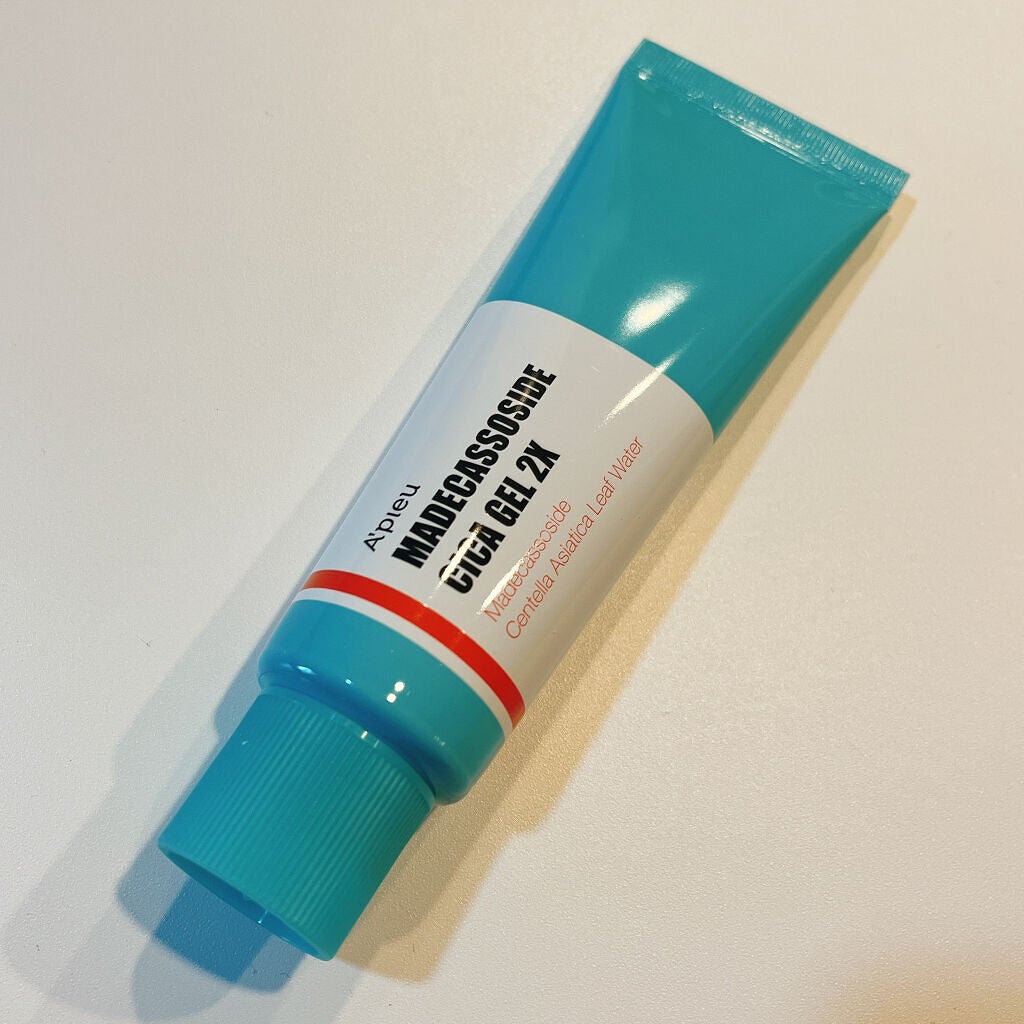 A'pieu
MADECASSOSIDE
CICA GEL 2X
Madecassoside
Centella Asiatica Leaf Water